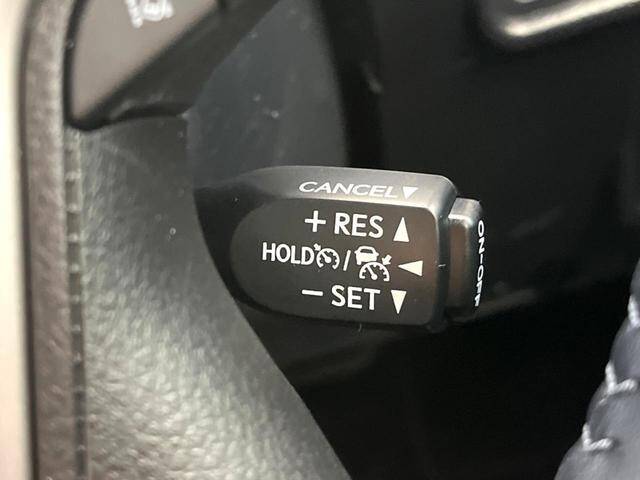 CANCEL▼
+ RES ▲
HOLD / ◀
− SET ▼
ON-OFF